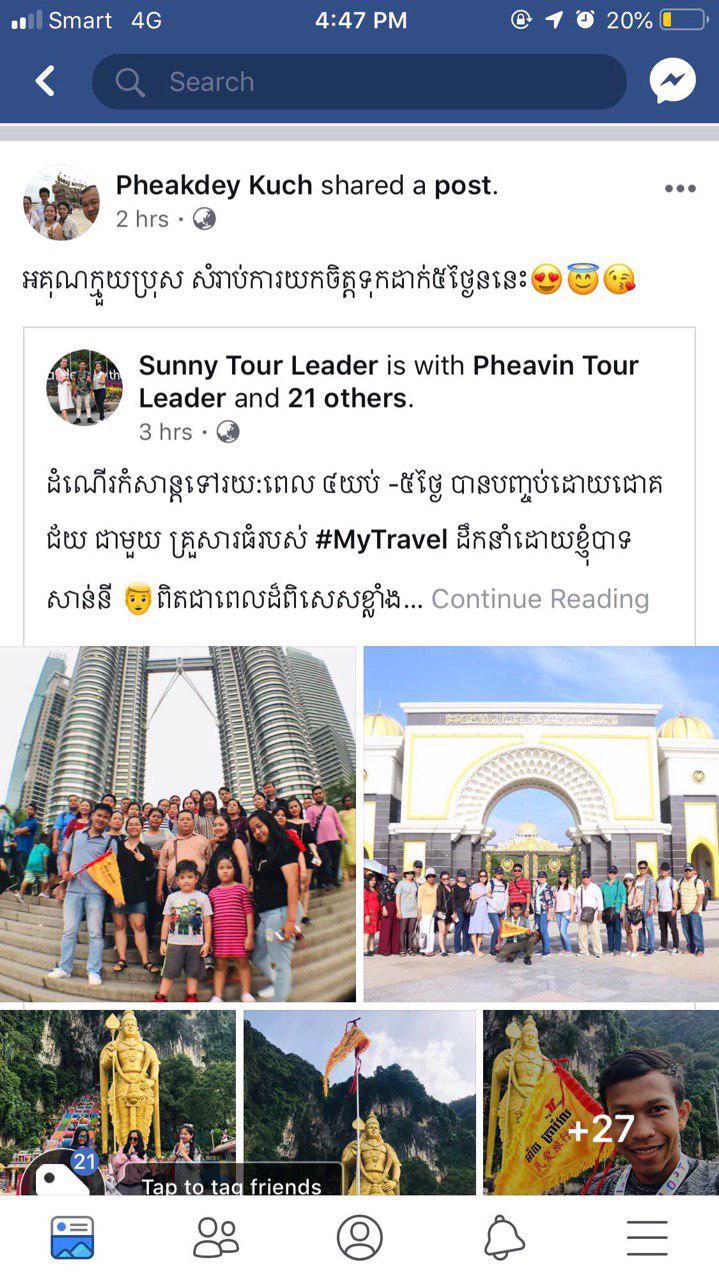 Smart 4G 4:47 PM 20%
Search
Pheakdey Kuch shared a post.
2 hrs ·
អគុណក្មួយប្រុស សំរាប់ការយកចិត្តទុកដាក់៥ថ្ងៃននេះ😍😇😘
Sunny Tour Leader is with Pheavin Tour
Leader and 21 others.
3 hrs ·
ដំណើរកំសាន្តទៅរយ:ពេល ៤យប់ -៥ថ្ងៃ បានបញ្ចប់ដោយជោគ
ជ័យ ជាមួយ គ្រួសារធំរបស់ #MyTravel ដឹកនាំដោយខ្ញុំបាទ
សាន់នី 👨ពិតជាពេលដ៏ពិសេសខ្លាំង... Continue Reading
+27
21
Tap to tag friends